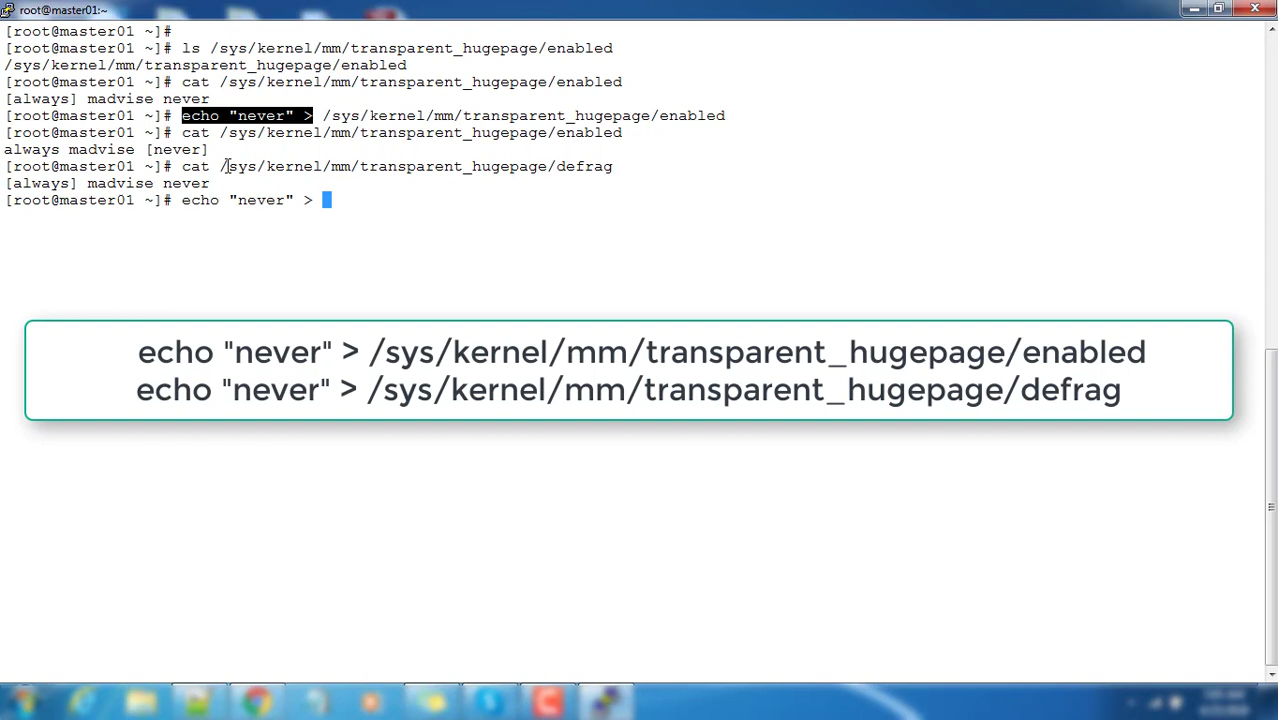 root@master01:~
[root@master01 ~]#
[root@master01 ~]# ls /sys/kernel/mm/transparent_hugepage/enabled
/sys/kernel/mm/transparent_hugepage/enabled
[root@master01 ~]# cat /sys/kernel/mm/transparent_hugepage/enabled
[always] madvise never
[root@master01 ~]# echo "never" > /sys/kernel/mm/transparent_hugepage/enabled
[root@master01 ~]# cat /sys/kernel/mm/transparent_hugepage/enabled
always madvise [never]
[root@master01 ~]# cat /sys/kernel/mm/transparent_hugepage/defrag
[always] madvise never
[root@master01 ~]# echo "never" >
echo "never" > /sys/kernel/mm/transparent_hugepage/enabled
echo "never" > /sys/kernel/mm/transparent_hugepage/defrag